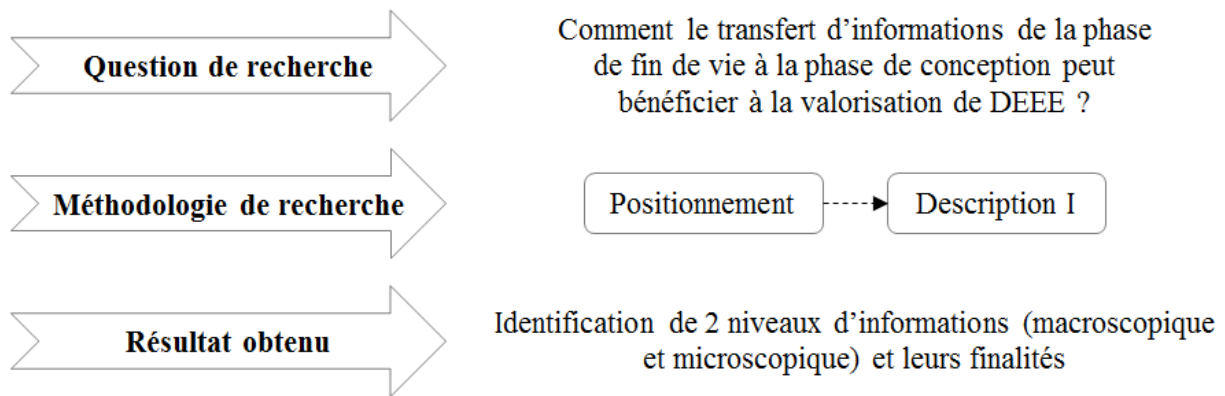 Question de recherche
Comment le transfert d’informations de la phase
de fin de vie à la phase de conception peut
bénéficier à la valorisation de DEEE ?
Méthodologie de recherche
Positionnement
Description I
Résultat obtenu
Identification de 2 niveaux d’informations (macroscopique
et microscopique) et leurs finalités